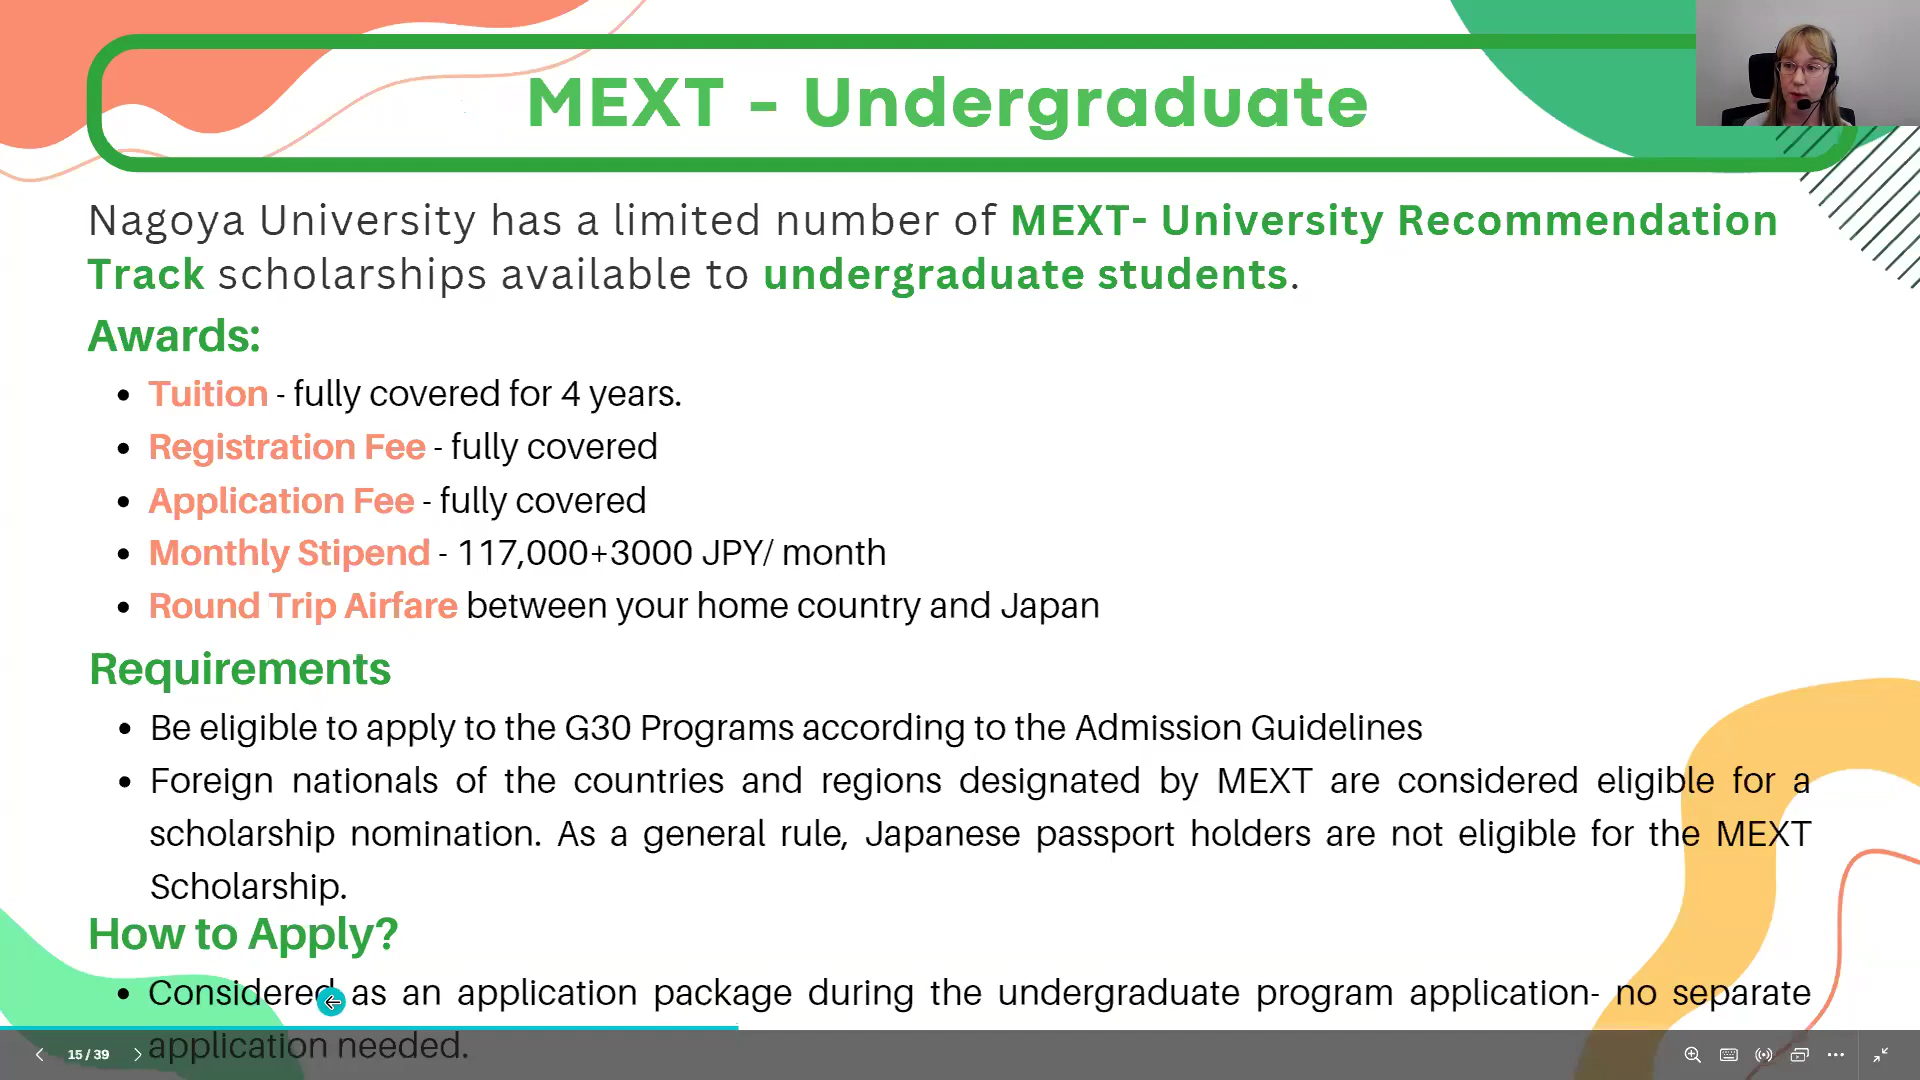 MEXT - Undergraduate
Nagoya University has a limited number of MEXT- University Recommendation
Track scholarships available to undergraduate students.
Awards:
• Tuition - fully covered for 4 years.
• Registration Fee - fully covered
• Application Fee - fully covered
• Monthly Stipend - 117,000+3000 JPY/ month
• Round Trip Airfare between your home country and Japan
Requirements
• Be eligible to apply to the G30 Programs according to the Admission Guidelines
• Foreign nationals of the countries and regions designated by MEXT are considered eligible for a
scholarship nomination. As a general rule, Japanese passport holders are not eligible for the MEXT
Scholarship.
How to Apply?
• Considered as an application package during the undergraduate program application- no separate
application needed.
15 / 39